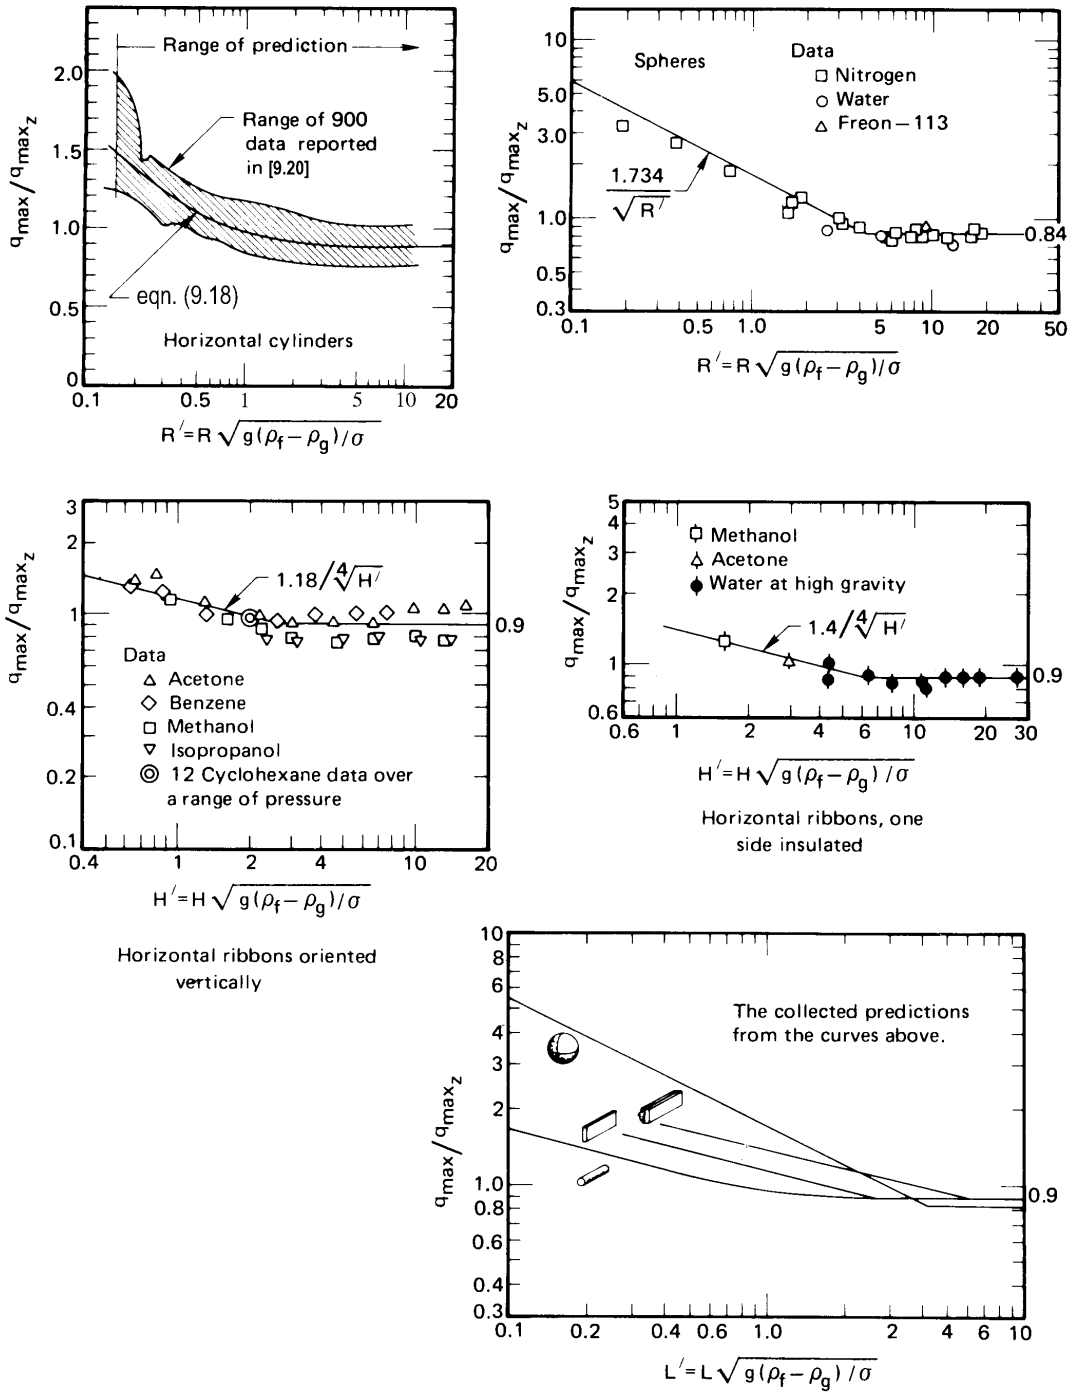 Range of prediction
Range of 900
data reported
in [9.20]
eqn. (9.18)
Horizontal cylinders
q_max/q_max_z
2.0
1.5
1.0
0.5
0
0.1 0.5 1 5 10 20
R′=R√g(ρ_f−ρ_g)/σ
Spheres
Data
Nitrogen
Water
Freon−113
1.734
√R′
0.84
q_max/q_max_z
10
5.0
3.0
1.0
0.5
0.3
0.1 0.5 1.0 5 10 20 50
R′=R√g(ρ_f−ρ_g)/σ
q_max/q_max_z
3
2
1
0.4
0.2
0.1
1.18/∜H′
0.9
Data
Acetone
Benzene
Methanol
Isopropanol
12 Cyclohexane data over
a range of pressure
0.4 1 2 4 10 20
H′=H√g(ρ_f−ρ_g)/σ
Horizontal ribbons oriented
vertically
q_max/q_max_z
5
4
3
2
1
0.6
Methanol
Acetone
Water at high gravity
1.4/∜H′
0.9
0.6 1 2 4 6 10 20 30
H′=H√g(ρ_f−ρ_g)/σ
Horizontal ribbons, one
side insulated
q_max/q_max_z
10
8
6
4
3
2
1.0
0.8
0.6
0.4
0.3
The collected predictions
from the curves above.
0.9
0.1 0.2 0.4 0.6 1.0 2 4 6 10
L′=L√g(ρ_f−ρ_g)/σ